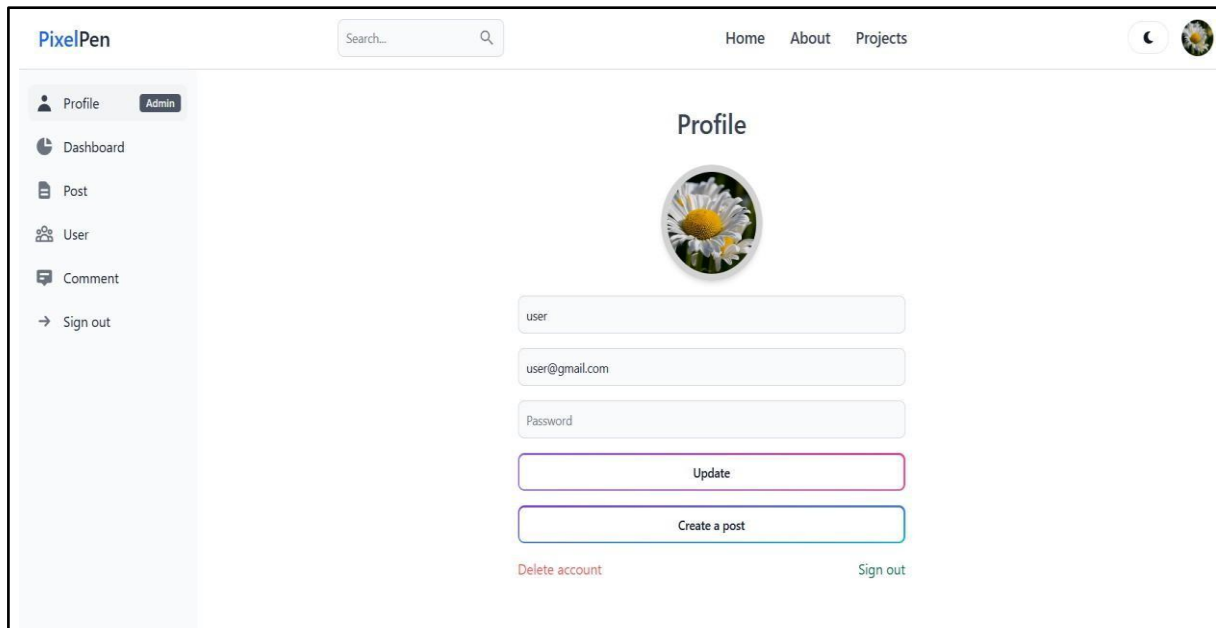 PixelPen
Search...
Home About Projects
Profile Admin
Dashboard
Post
User
Comment
Sign out
Profile
user
user@gmail.com
Password
Update
Create a post
Delete account Sign out